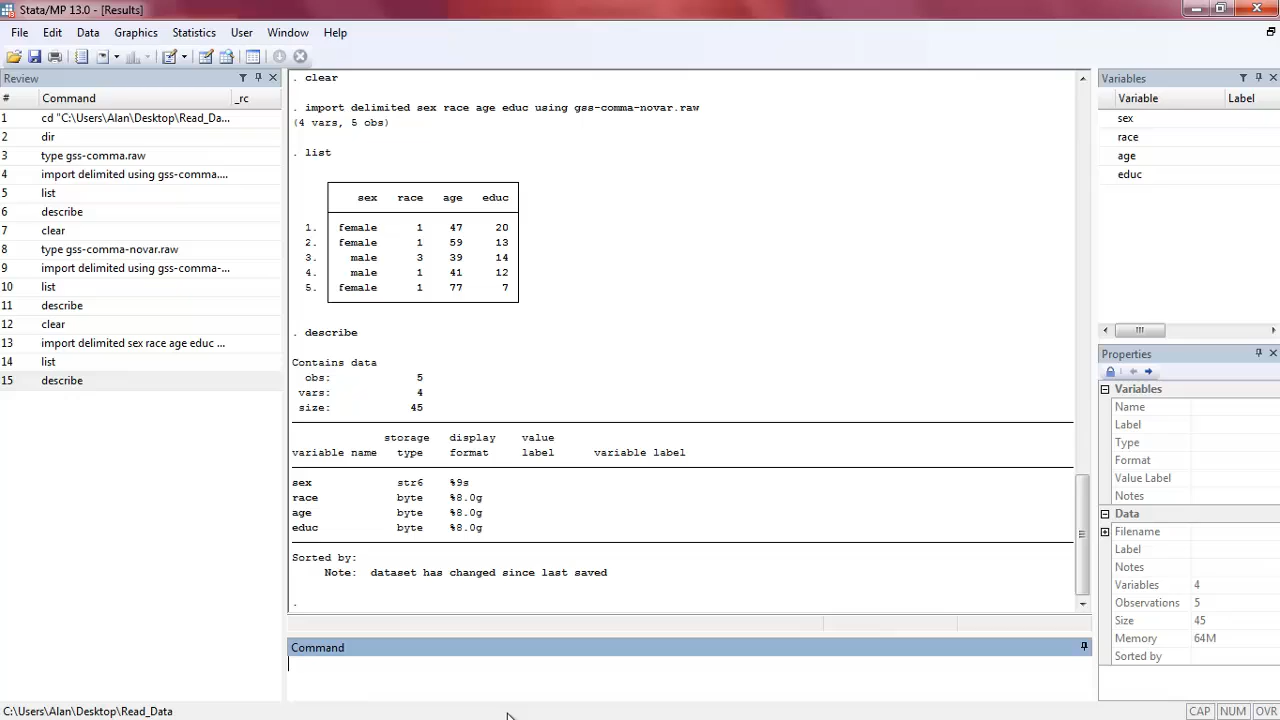 Stata/MP 13.0 - [Results]
File Edit Data Graphics Statistics User Window Help
Review
# Command _rc
1 cd "C:\Users\Alan\Desktop\Read_Da...
2 dir
3 type gss-comma.raw
4 import delimited using gss-comma....
5 list
6 describe
7 clear
8 type gss-comma-novar.raw
9 import delimited using gss-comma-...
10 list
11 describe
12 clear
13 import delimited sex race age educ ...
14 list
15 describe
. clear
. import delimited sex race age educ using gss-comma-novar.raw
(4 vars, 5 obs)
. list
sex race age educ
1. female 1 47 20
2. female 1 59 13
3. male 3 39 14
4. male 1 41 12
5. female 1 77 7
. describe
Contains data
obs: 5
vars: 4
size: 45
storage display value
variable name type format label variable label
sex str6 %9s
race byte %8.0g
age byte %8.0g
educ byte %8.0g
Sorted by:
Note: dataset has changed since last saved
.
Command
Variables
Variable Label
sex
race
age
educ
Properties
Variables
Name
Label
Type
Format
Value Label
Notes
Data
Filename
Label
Notes
Variables 4
Observations 5
Size 45
Memory 64M
Sorted by
C:\Users\Alan\Desktop\Read_Data
CAP NUM OVR